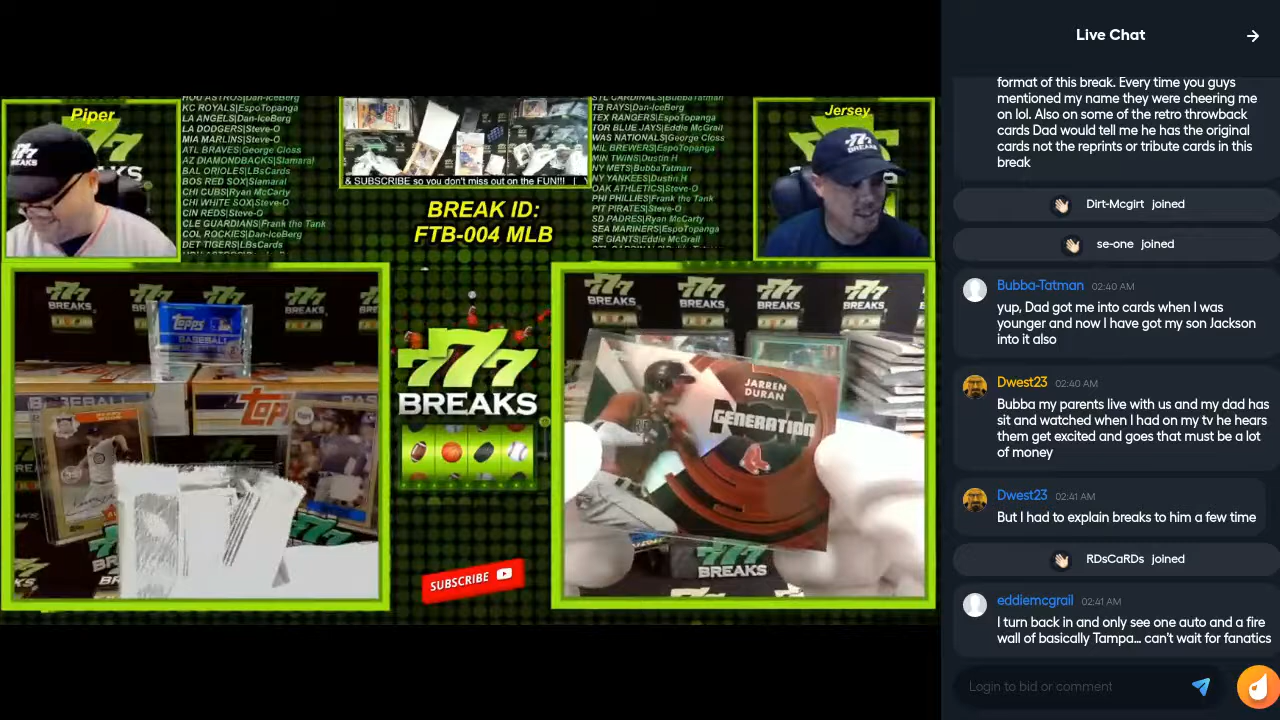 Piper
HOU ASTROS|Dan-IceBerg
KC ROYALS|EspoTopanga
LA ANGELS|Dan-IceBerg
LA DODGERS|Steve-O
MIA MARLINS|Steve-O
ATL BRAVES|George Closs
AZ DIAMONDBACKS|Slamaral
BAL ORIOLES|LBsCards
BOS RED SOX|Slamaral
CHI CUBS|Ryan McCarty
CHI WHITE SOX|Steve-O
CIN REDS|Steve-O
CLE GUARDIANS|Frank the Tank
COL ROCKIES|Dan-IceBerg
DET TIGERS|LBsCards
& SUBSCRIBE so you don't miss out on the FUN!!!
BREAK ID:
FTB-004 MLB
STL CARDINALS|BubbaTatman
TB RAYS|Dan-IceBerg
TEX RANGERS|EspoTopanga
TOR BLUE JAYS|Eddie McGrail
WAS NATIONALS|George Closs
MIL BREWERS|EspoTopanga
MIN TWINS|Dustin H
NY METS|BubbaTatman
NY YANKEES|Dustin H
OAK ATHLETICS|Steve-O
PHI PHILLIES|Frank the Tank
PIT PIRATES|Steve-O
SD PADRES|Ryan McCarty
SEA MARINERS|Steve-O
SF GIANTS|Eddie McGrail
Jersey
777
BREAKS
Topps
BASEBALL
777
BREAKS
SUBSCRIBE
JARREN
DURAN
GENERATION
777
BREAKS
Live Chat
format of this break. Every time you guys
mentioned my name they were cheering me
on lol. Also on some of the retro throwback
cards Dad would tell me he has the original
cards not the reprints or tribute cards in this
break
Dirt-Mcgirt joined
se-one joined
Bubba-Tatman 02:40 AM
yup, Dad got me into cards when I was
younger and now I have got my son Jackson
into it also
Dwest23 02:40 AM
Bubba my parents live with us and my dad has
sit and watched when I had on my tv he hears
them get excited and goes that must be a lot
of money
Dwest23 02:41 AM
But I had to explain breaks to him a few time
RDsCaRDs joined
eddiemcgrail 02:41 AM
I turn back in and only see one auto and a fire
wall of basically Tampa... can't wait for fanatics
Login to bid or comment